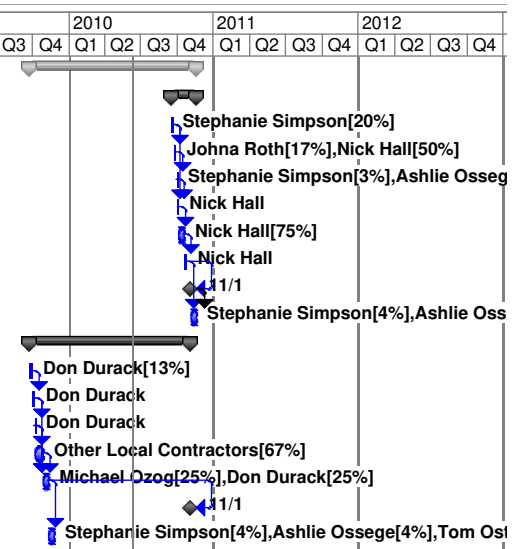 2010 2011 2012
Q3 Q4 Q1 Q2 Q3 Q4 Q1 Q2 Q3 Q4 Q1 Q2 Q3 Q4
Stephanie Simpson[20%]
Johna Roth[17%],Nick Hall[50%]
Stephanie Simpson[3%],Ashlie Osseg
Nick Hall
Nick Hall[75%]
Nick Hall
11/1
Stephanie Simpson[4%],Ashlie Oss
Don Durack[13%]
Don Durack
Don Durack
Other Local Contractors[67%]
Michael Ozog[25%],Don Durack[25%]
11/1
Stephanie Simpson[4%],Ashlie Ossege[4%],Tom Ost